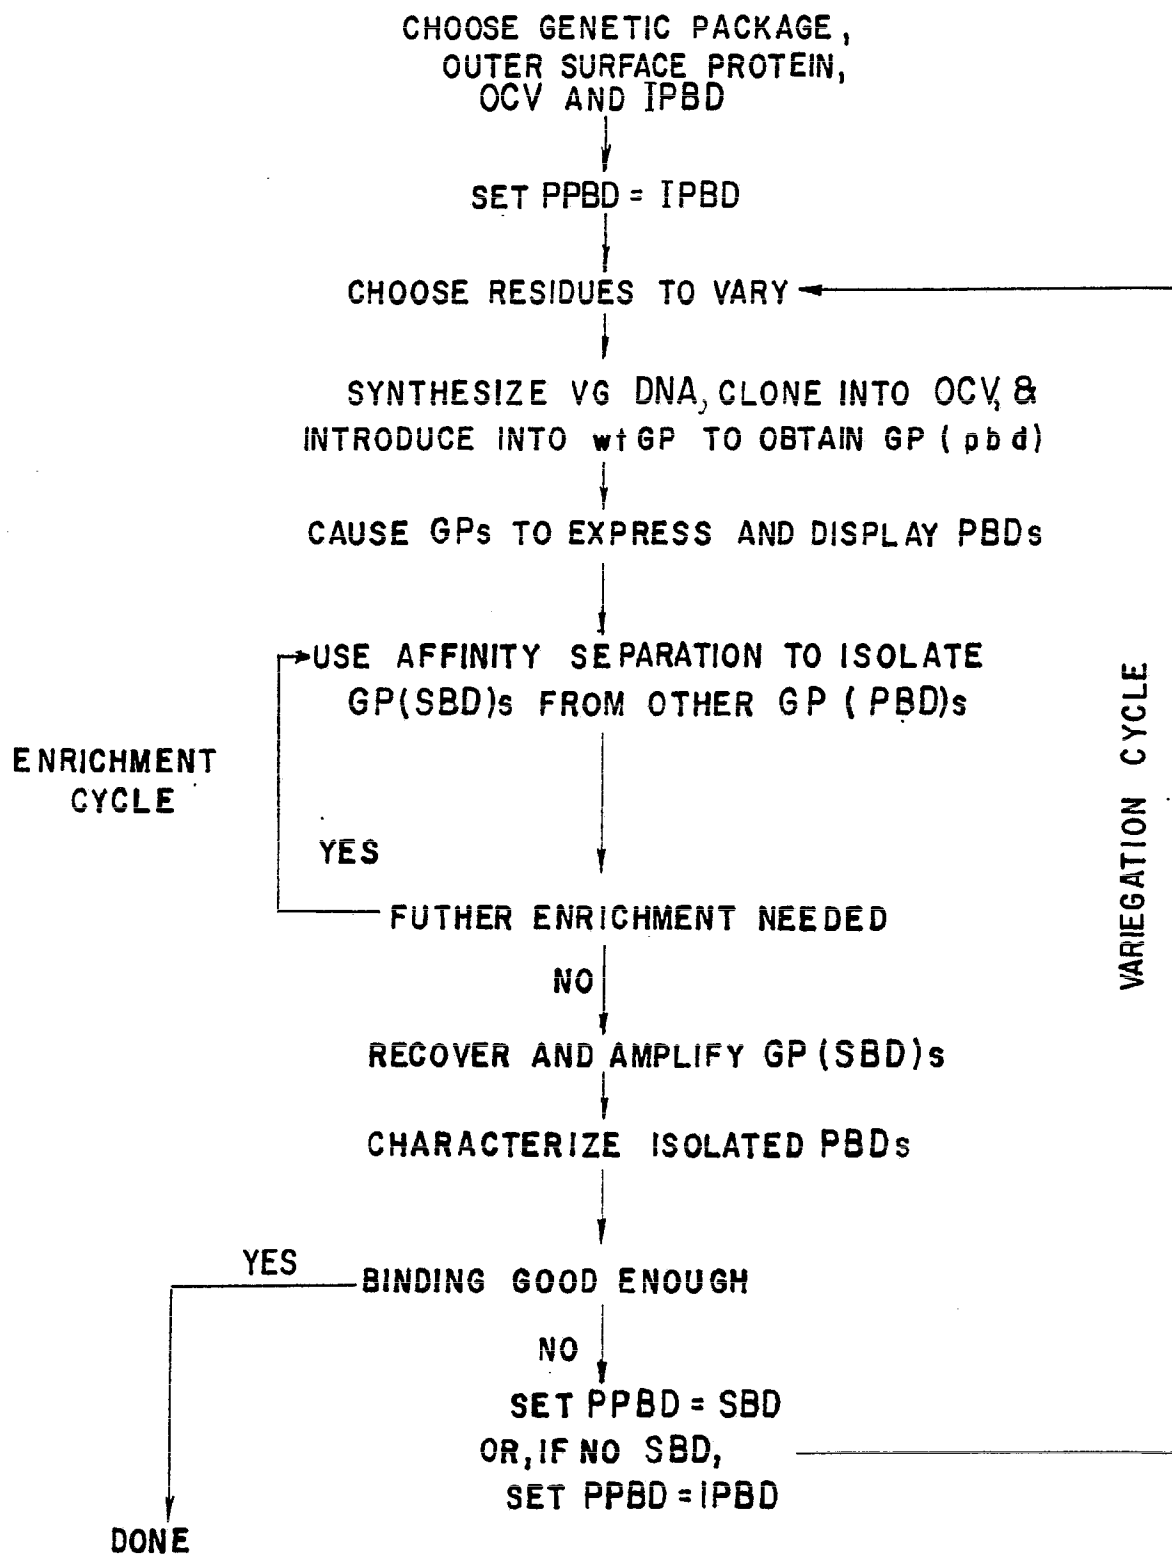 CHOOSE GENETIC PACKAGE,
OUTER SURFACE PROTEIN,
OCV AND IPBD
SET PPBD = IPBD
CHOOSE RESIDUES TO VARY
SYNTHESIZE VG DNA, CLONE INTO OCV, &
INTRODUCE INTO wtGP TO OBTAIN GP (pbd)
CAUSE GPs TO EXPRESS AND DISPLAY PBDs
USE AFFINITY SEPARATION TO ISOLATE
GP(SBD)s FROM OTHER GP (PBD)s
ENRICHMENT
CYCLE
VARIEGATION CYCLE
YES
FUTHER ENRICHMENT NEEDED
NO
RECOVER AND AMPLIFY GP (SBD)s
CHARACTERIZE ISOLATED PBDs
YES
BINDING GOOD ENOUGH
NO
SET PPBD = SBD
OR, IF NO SBD,
SET PPBD = IPBD
DONE